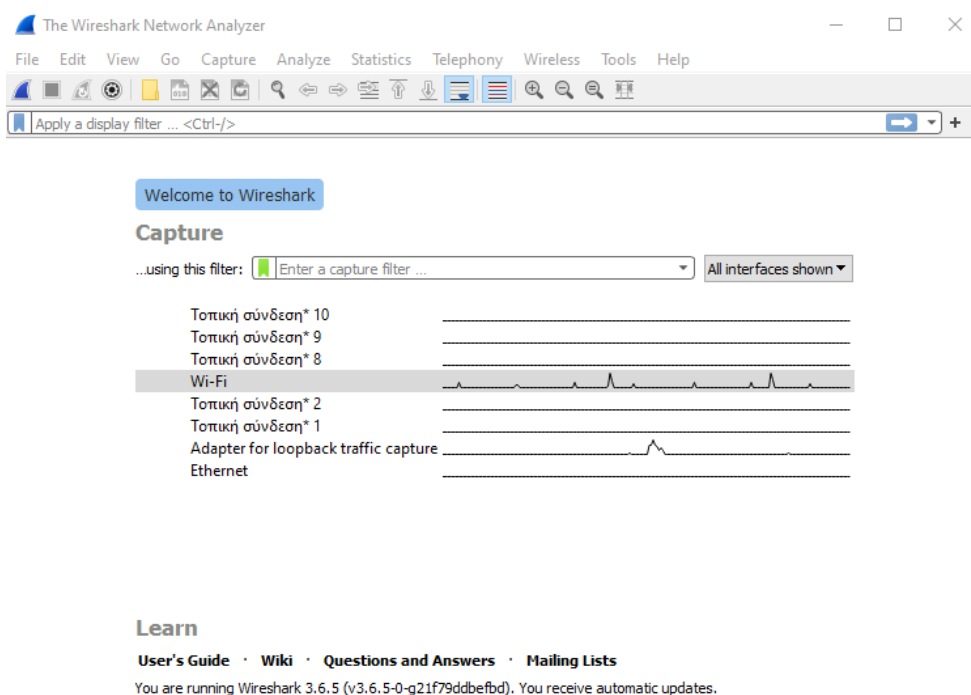 The Wireshark Network Analyzer
File Edit View Go Capture Analyze Statistics Telephony Wireless Tools Help
Apply a display filter ... <Ctrl-/>
Welcome to Wireshark
Capture
...using this filter: Enter a capture filter ... All interfaces shown
Τοπική σύνδεση* 10
Τοπική σύνδεση* 9
Τοπική σύνδεση* 8
Wi-Fi
Τοπική σύνδεση* 2
Τοπική σύνδεση* 1
Adapter for loopback traffic capture
Ethernet
Learn
User's Guide · Wiki · Questions and Answers · Mailing Lists
You are running Wireshark 3.6.5 (v3.6.5-0-g21f79ddbefbd). You receive automatic updates.